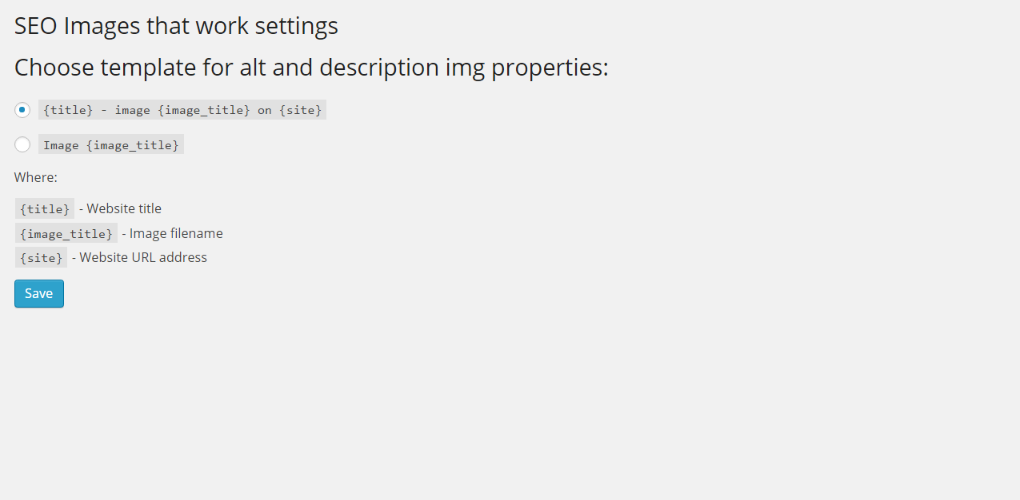 SEO Images that work settings
Choose template for alt and description img properties:
{title} - image {image_title} on {site}
Image {image_title}
Where:
{title} - Website title
{image_title} - Image filename
{site} - Website URL address
Save